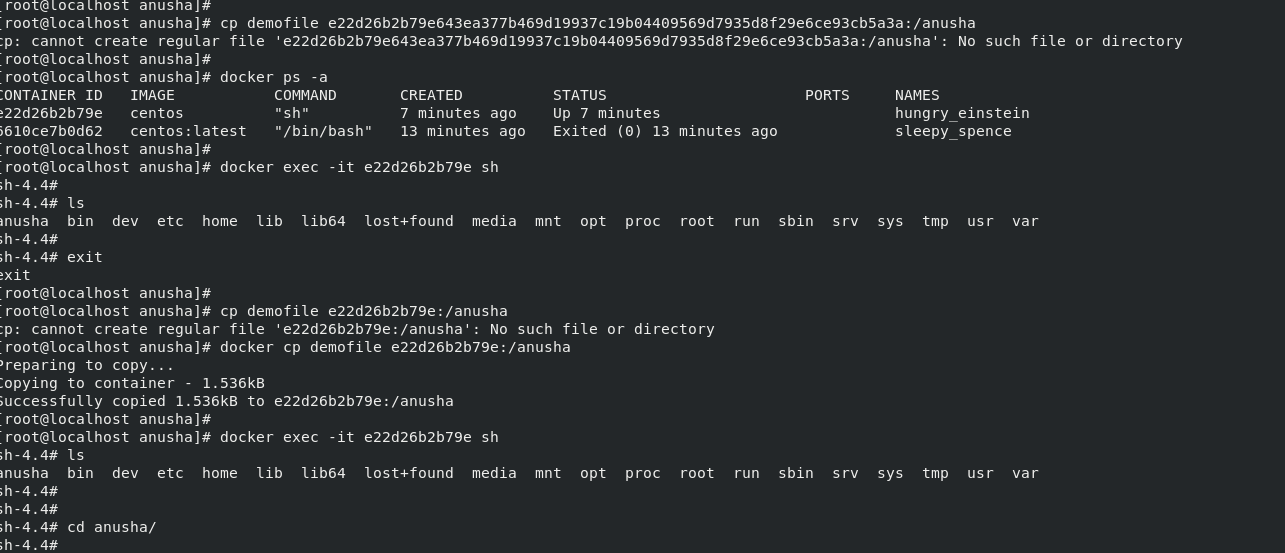 [root@localhost anusha]#
[root@localhost anusha]# cp demofile e22d26b2b79e643ea377b469d19937c19b04409569d7935d8f29e6ce93cb5a3a:/anusha
cp: cannot create regular file 'e22d26b2b79e643ea377b469d19937c19b04409569d7935d8f29e6ce93cb5a3a:/anusha': No such file or directory
[root@localhost anusha]#
[root@localhost anusha]# docker ps -a
CONTAINER ID   IMAGE           COMMAND       CREATED          STATUS                      PORTS     NAMES
e22d26b2b79e   centos          "sh"          7 minutes ago    Up 7 minutes                          hungry_einstein
5610ce7b0d62   centos:latest   "/bin/bash"   13 minutes ago   Exited (0) 13 minutes ago             sleepy_spence
[root@localhost anusha]#
[root@localhost anusha]# docker exec -it e22d26b2b79e sh
sh-4.4#
sh-4.4# ls
anusha  bin  dev  etc  home  lib  lib64  lost+found  media  mnt  opt  proc  root  run  sbin  srv  sys  tmp  usr  var
sh-4.4#
sh-4.4# exit
exit
[root@localhost anusha]#
[root@localhost anusha]# cp demofile e22d26b2b79e:/anusha
cp: cannot create regular file 'e22d26b2b79e:/anusha': No such file or directory
[root@localhost anusha]# docker cp demofile e22d26b2b79e:/anusha
Preparing to copy...
Copying to container - 1.536kB
Successfully copied 1.536kB to e22d26b2b79e:/anusha
[root@localhost anusha]#
[root@localhost anusha]# docker exec -it e22d26b2b79e sh
sh-4.4# ls
anusha  bin  dev  etc  home  lib  lib64  lost+found  media  mnt  opt  proc  root  run  sbin  srv  sys  tmp  usr  var
sh-4.4#
sh-4.4#
sh-4.4# cd anusha/
sh-4.4#